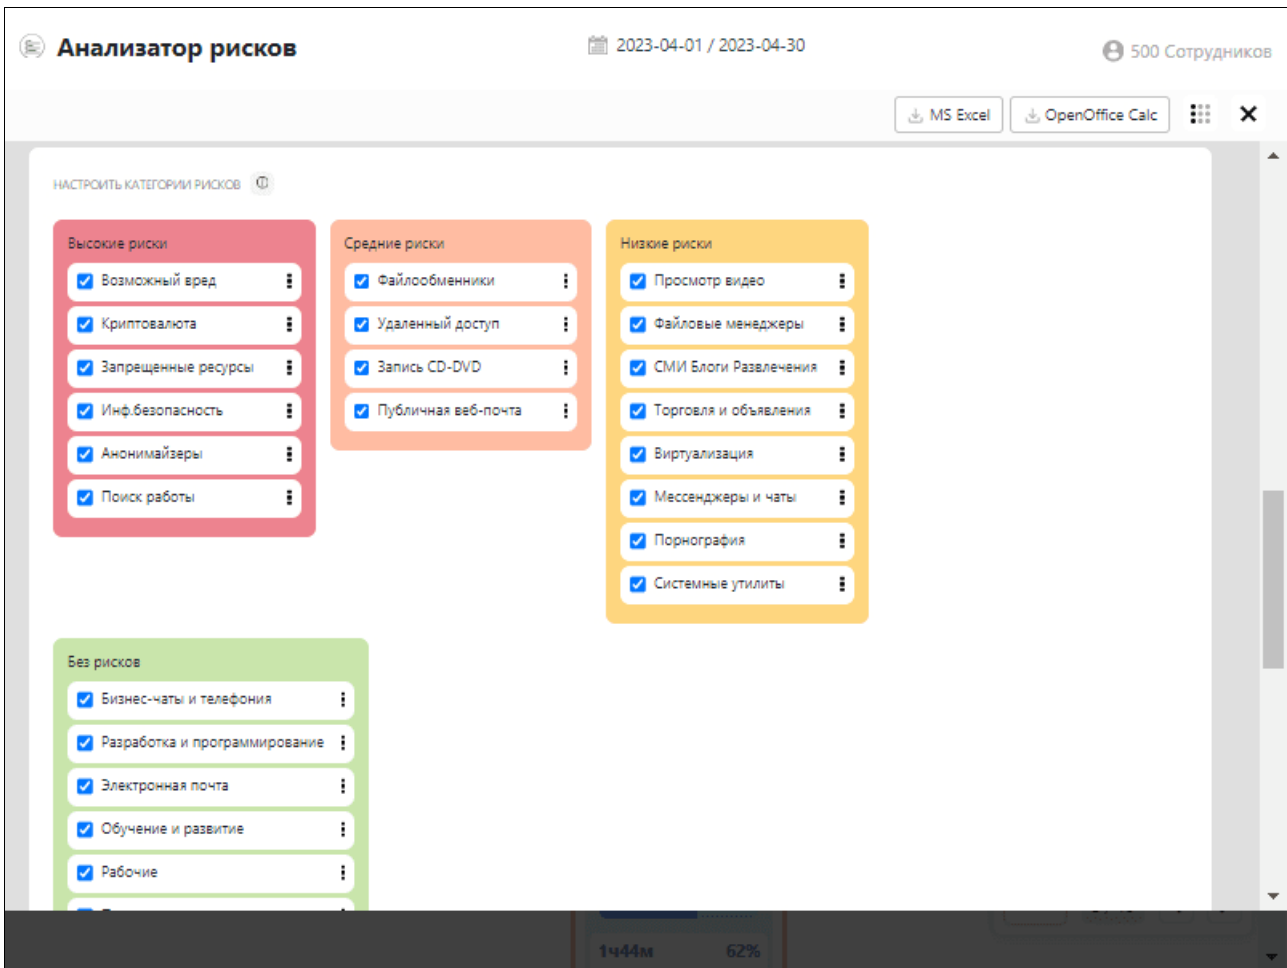 Анализатор рисков
2023-04-01 / 2023-04-30
500 Сотрудников
MS Excel
OpenOffice Calc
НАСТРОИТЬ КАТЕГОРИИ РИСКОВ
Высокие риски
Возможный вред
Криптовалюта
Запрещенные ресурсы
Инф.безопасность
Анонимайзеры
Поиск работы
Средние риски
Файлообменники
Удаленный доступ
Запись CD-DVD
Публичная веб-почта
Низкие риски
Просмотр видео
Файловые менеджеры
СМИ Блоги Развлечения
Торговля и объявления
Виртуализация
Мессенджеры и чаты
Порнография
Системные утилиты
Без рисков
Бизнес-чаты и телефония
Разработка и программирование
Электронная почта
Обучение и развитие
Рабочие
1ч44м 62%